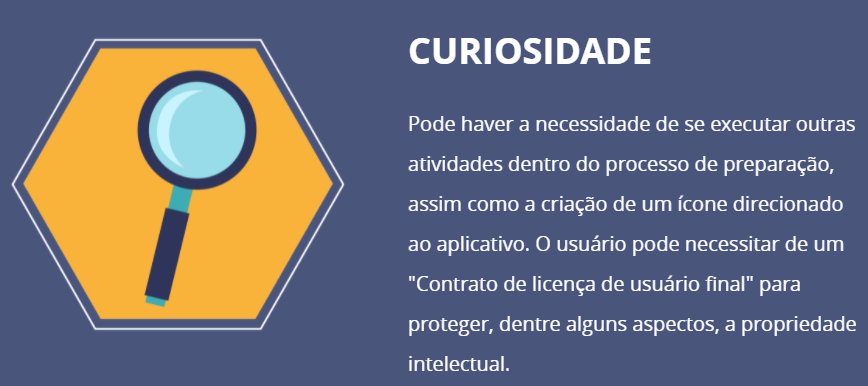 CURIOSIDADE
Pode haver a necessidade de se executar outras
atividades dentro do processo de preparação,
assim como a criação de um ícone direcionado
ao aplicativo. O usuário pode necessitar de um
"Contrato de licença de usuário final" para
proteger, dentre alguns aspectos, a propriedade
intelectual.